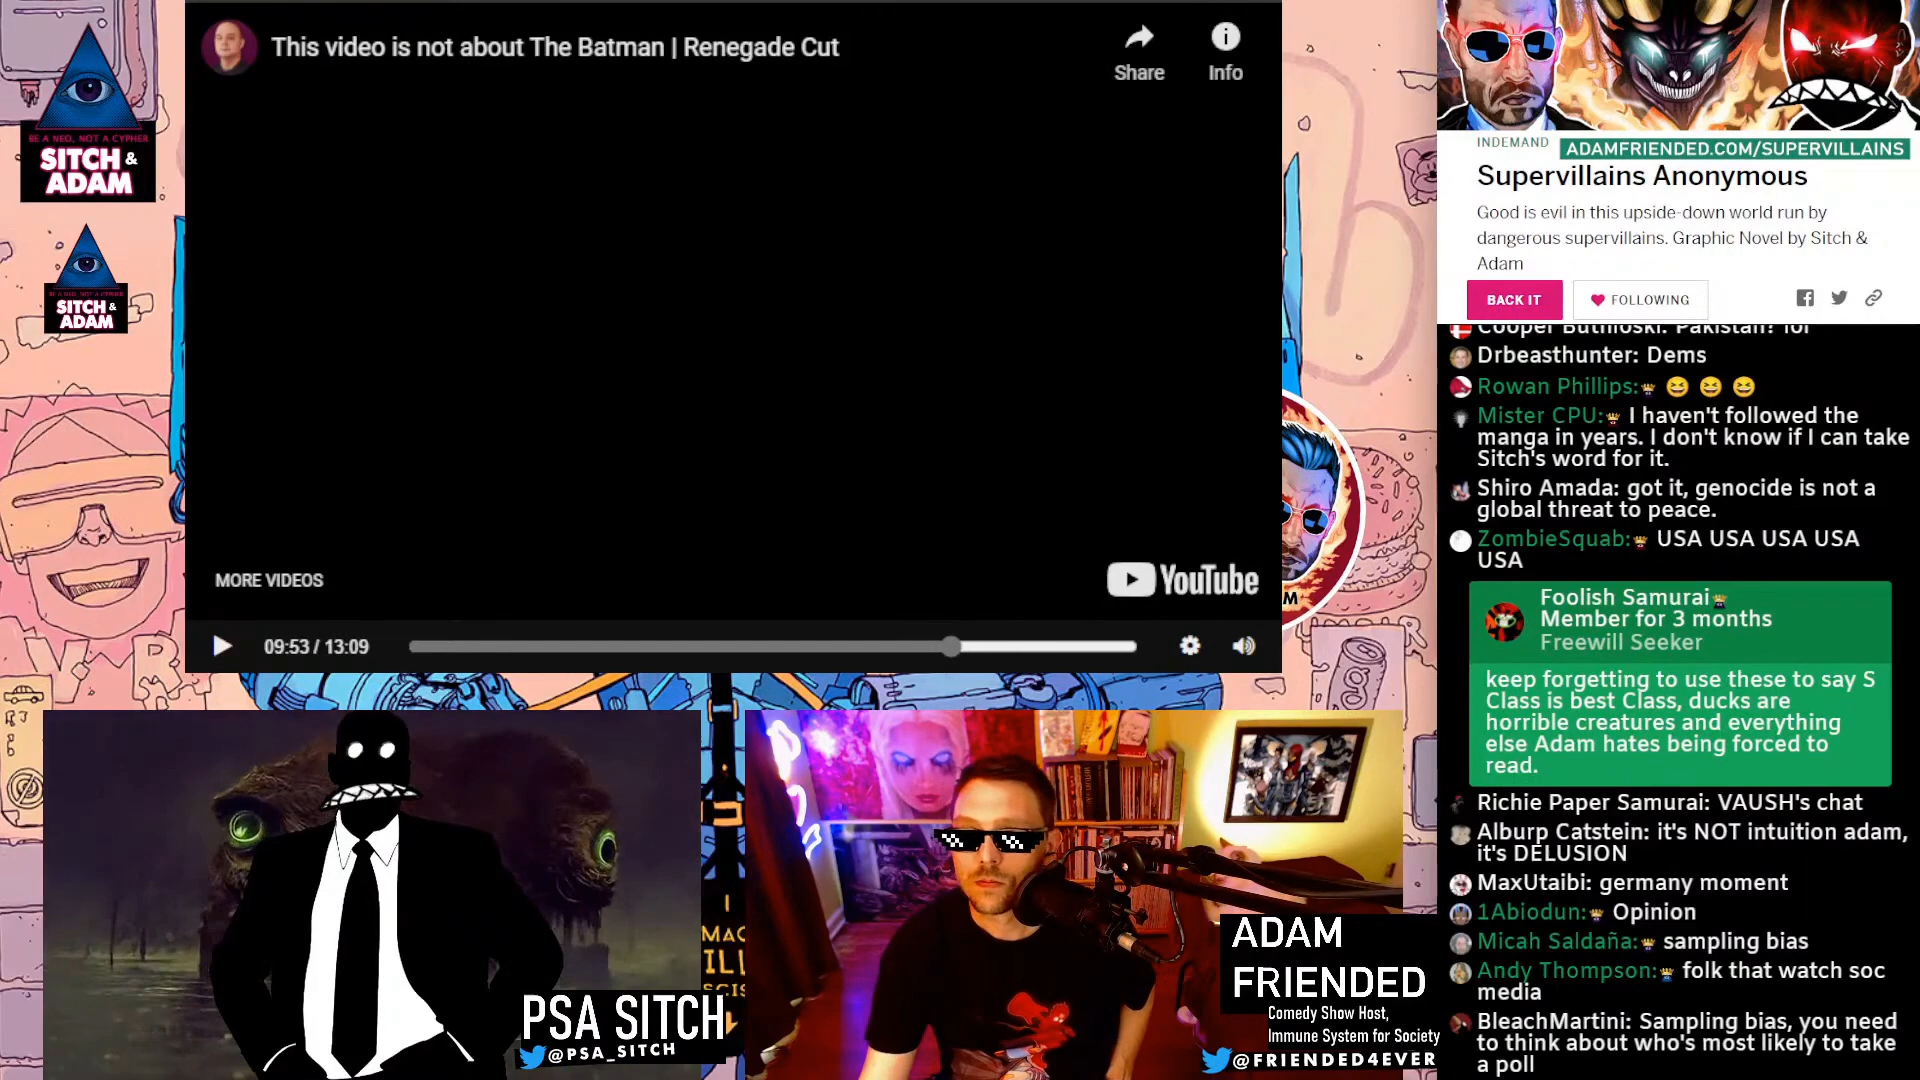 This video is not about The Batman | Renegade Cut
Share
Info
MORE VIDEOS
YouTube
09:53 / 13:09
BE A NEO, NOT A CYPHER
SITCH &
ADAM
BE A NEO, NOT A CYPHER
SITCH &
ADAM
INDEMAND
ADAMFRIENDED.COM/SUPERVILLAINS
Supervillains Anonymous
Good is evil in this upside-down world run by
dangerous supervillains. Graphic Novel by Sitch &
Adam
BACK IT
FOLLOWING
Drbeasthunter: Dems
Rowan Phillips: 😆 😆 😆
Mister CPU: I haven't followed the
manga in years. I don't know if I can take
Sitch's word for it.
Shiro Amada: got it, genocide is not a
global threat to peace.
ZombieSquab: USA USA USA USA
USA
Foolish Samurai
Member for 3 months
Freewill Seeker
keep forgetting to use these to say S
Class is best Class, ducks are
horrible creatures and everything
else Adam hates being forced to
read.
Richie Paper Samurai: VAUSH's chat
Alburp Catstein: it's NOT intuition adam,
it's DELUSION
MaxUtaibi: germany moment
1Abiodun: Opinion
Micah Saldaña: sampling bias
Andy Thompson: folk that watch soc
media
BleachMartini: Sampling bias, you need
to think about who's most likely to take
a poll
PSA SITCH
@PSA_SITCH
ADAM
FRIENDED
Comedy Show Host,
Immune System for Society
@FRIENDED4EVER